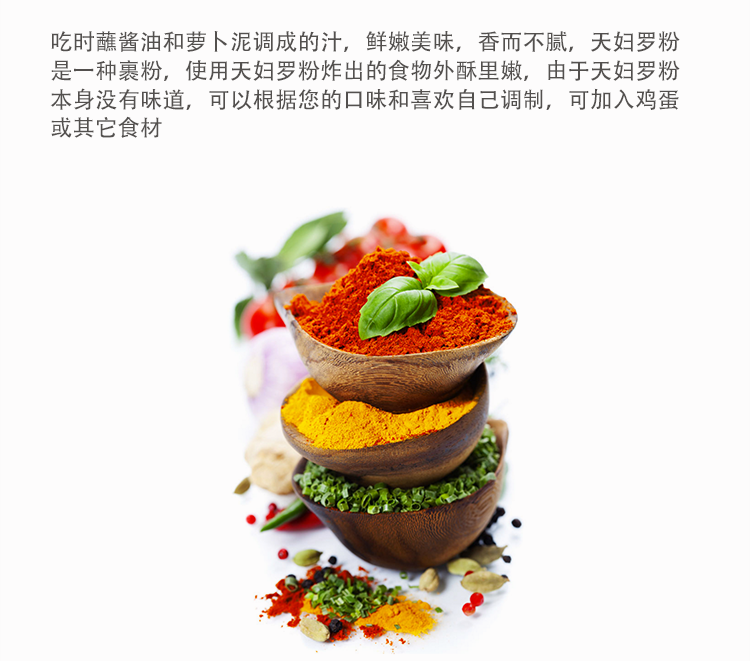 吃时蘸酱油和萝卜泥调成的汁，鲜嫩美味，香而不腻，天妇罗粉
是一种裹粉，使用天妇罗粉炸出的食物外酥里嫩，由于天妇罗粉
本身没有味道，可以根据您的口味和喜欢自己调制，可加入鸡蛋
或其它食材